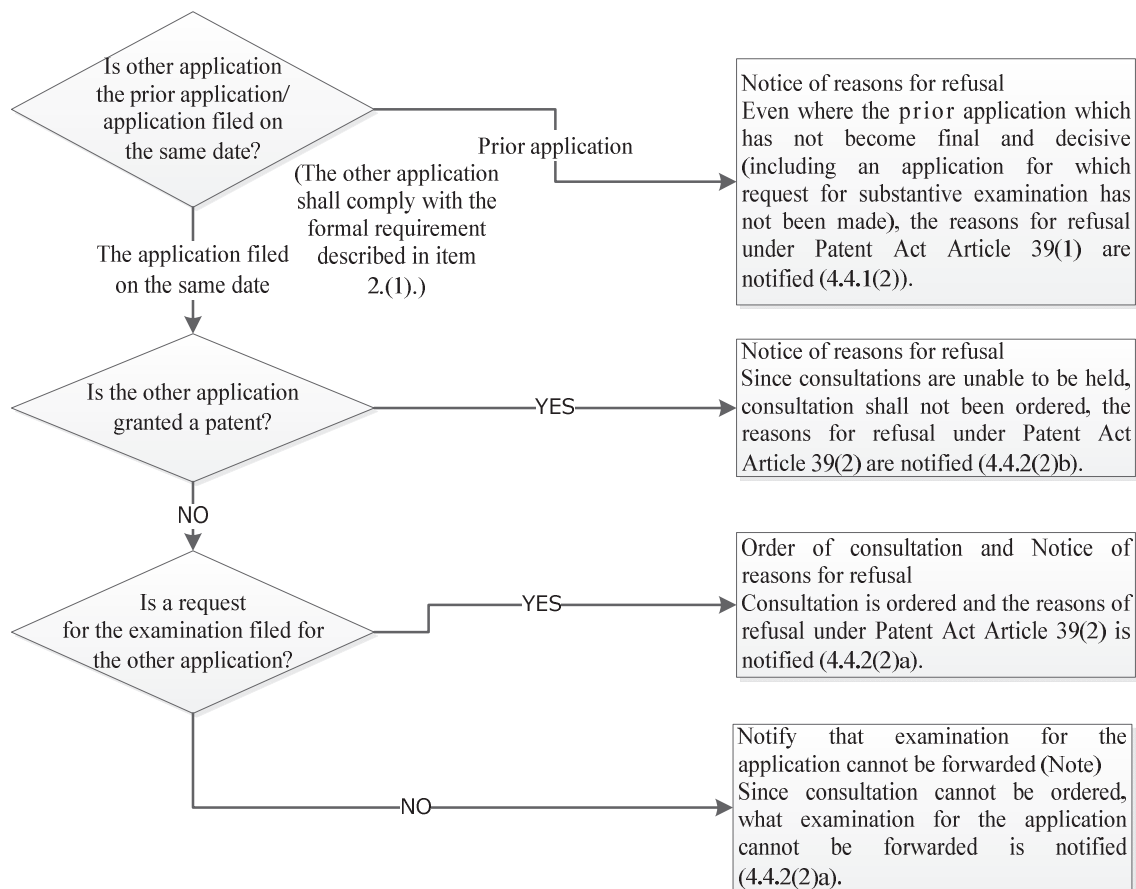 Is other application
the prior application/
application filed on
the same date?
Prior application
(The other application
shall comply with the
formal requirement
described in item
2.(1).)
Notice of reasons for refusal
Even where the prior application which
has not become final and decisive
(including an application for which
request for substantive examination has
not been made), the reasons for refusal
under Patent Act Article 39(1) are
notified (4.4.1(2)).
The application filed
on the same date
Is the other application
granted a patent?
YES
Notice of reasons for refusal
Since consultations are unable to be held,
consultation shall not been ordered, the
reasons for refusal under Patent Act
Article 39(2) are notified (4.4.2(2)b).
NO
Is a request
for the examination filed for
the other application?
YES
Order of consultation and Notice of
reasons for refusal
Consultation is ordered and the reasons of
refusal under Patent Act Article 39(2) is
notified (4.4.2(2)a).
NO
Notify that examination for the
application cannot be forwarded (Note)
Since consultation cannot be ordered,
what examination for the application
cannot be forwarded is notified
(4.4.2(2)a).